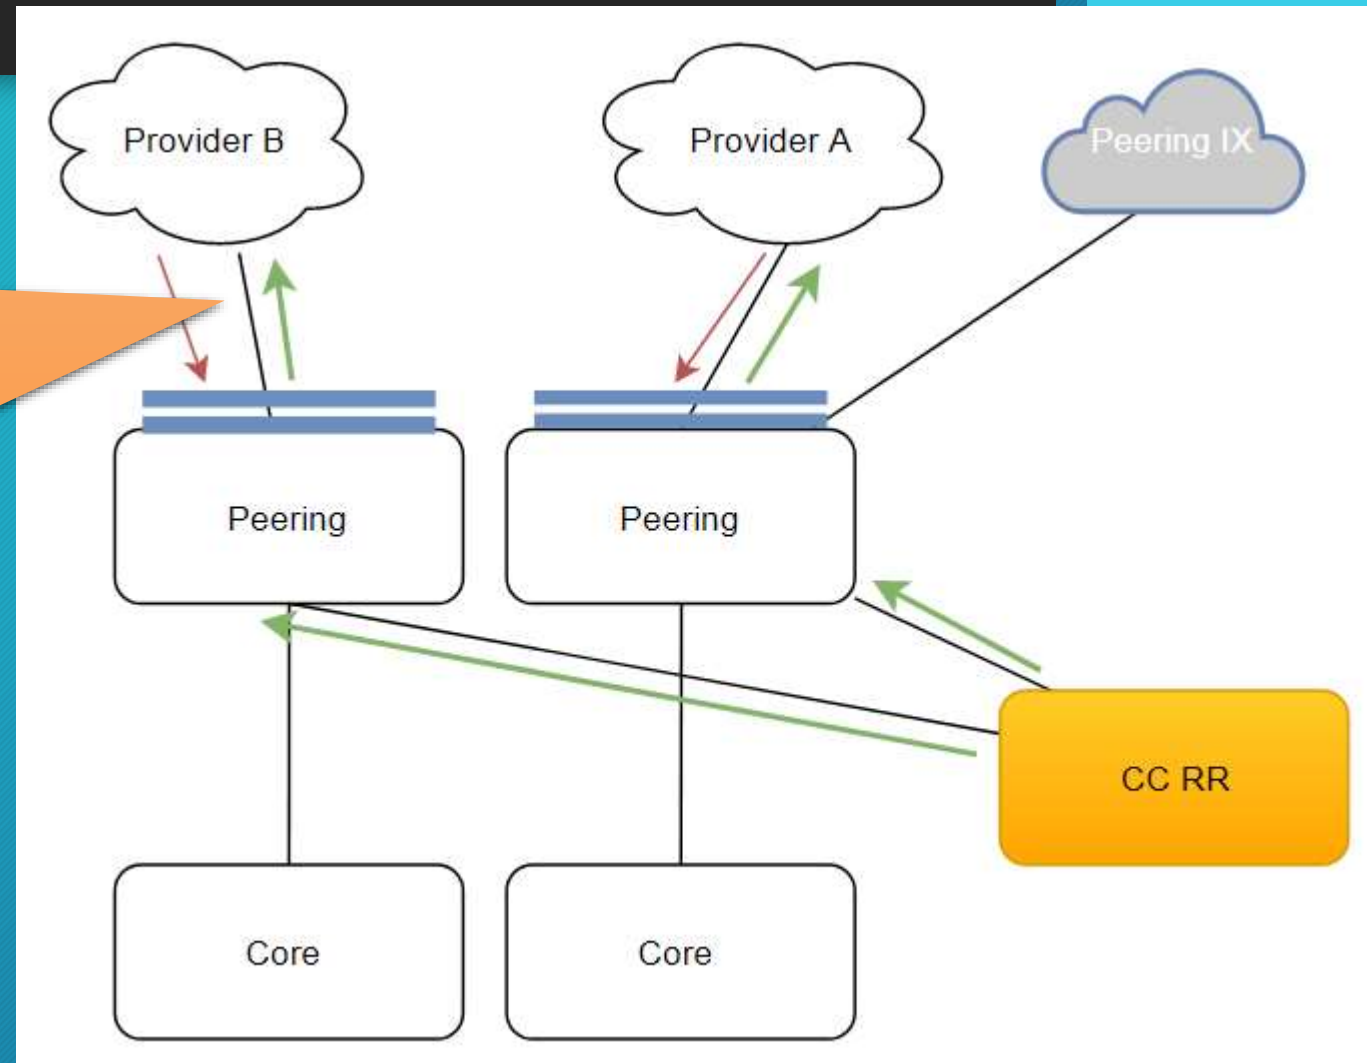 Provider B
Provider A
Peering IX
Peering
Peering
CC RR
Core
Core